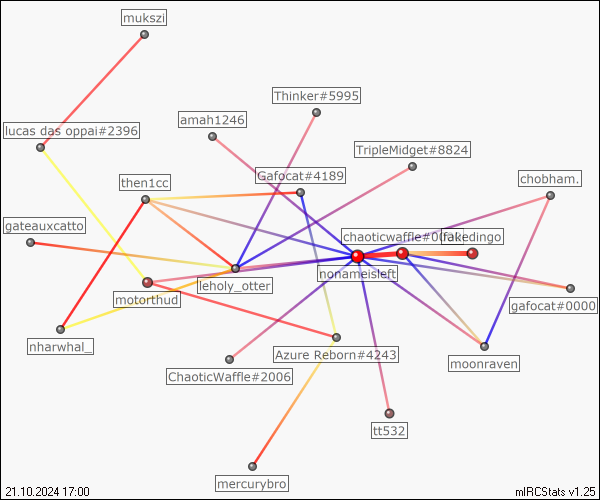 mukszi
Thinker#5995
amah1246
lucas das oppai#2396
TripleMidget#8824
Gafocat#4189
then1cc
chobham.
gateauxcatto
chaoticwaffle#0
fakedingo
nonameisleft
leholy_otter
motorthud
gafocat#0000
nharwhal_
Azure Reborn#4243
moonraven
ChaoticWaffle#2006
tt532
mercurybro
21.10.2024 17:00
mIRCStats v1.25